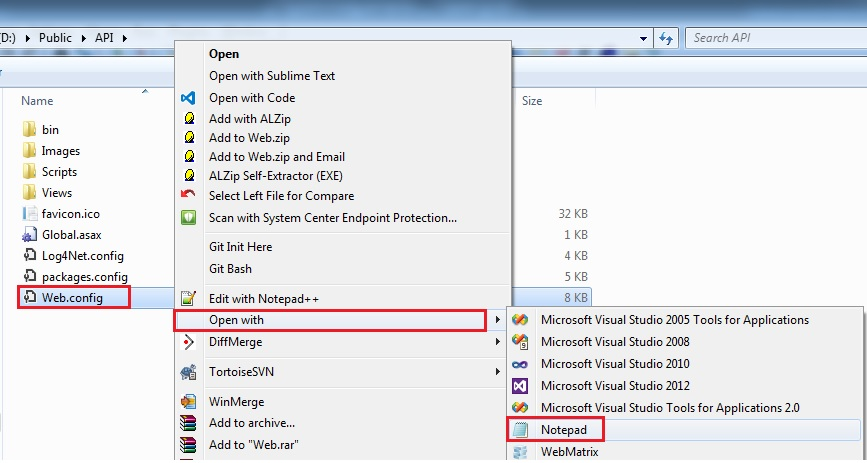 D:) ▸ Public ▸ API ▸
Search API
Name
Size
bin
Images
Scripts
Views
favicon.ico
32 KB
Global.asax
1 KB
Log4Net.config
4 KB
packages.config
5 KB
Web.config
8 KB
Open
Open with Sublime Text
Open with Code
Add with ALZip
Add to Web.zip
Add to Web.zip and Email
ALZip Self-Extractor (EXE)
Select Left File for Compare
Scan with System Center Endpoint Protection...
Git Init Here
Git Bash
Edit with Notepad++
Open with
DiffMerge
TortoiseSVN
WinMerge
Add to archive...
Add to "Web.rar"
Microsoft Visual Studio 2005 Tools for Applications
Microsoft Visual Studio 2008
Microsoft Visual Studio 2010
Microsoft Visual Studio 2012
Microsoft Visual Studio Tools for Applications 2.0
Notepad
WebMatrix